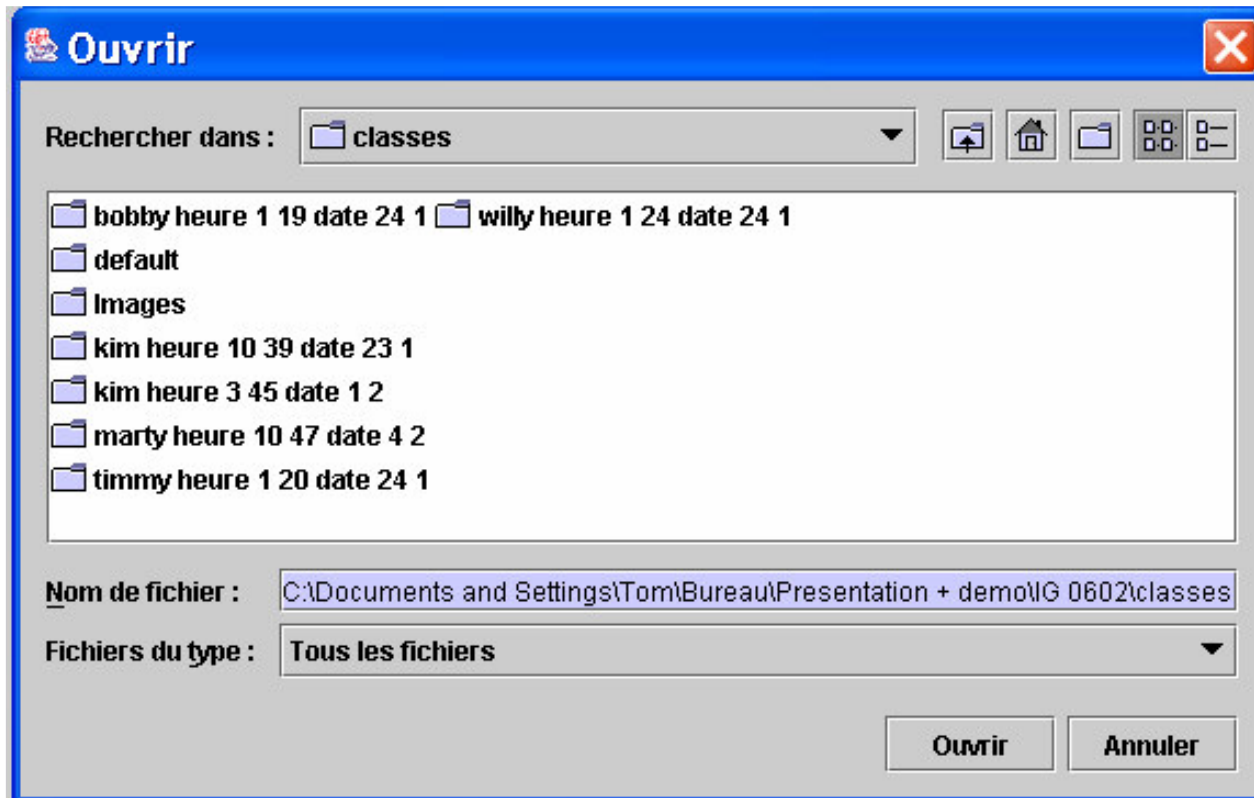 Ouvrir
Rechercher dans : classes
bobby heure 1 19 date 24 1 willy heure 1 24 date 24 1
default
Images
kim heure 10 39 date 23 1
kim heure 3 45 date 1 2
marty heure 10 47 date 4 2
timmy heure 1 20 date 24 1
Nom de fichier : C:\Documents and Settings\Tom\Bureau\Presentation + demo\IG 0602\classes
Fichiers du type : Tous les fichiers
Ouvrir Annuler